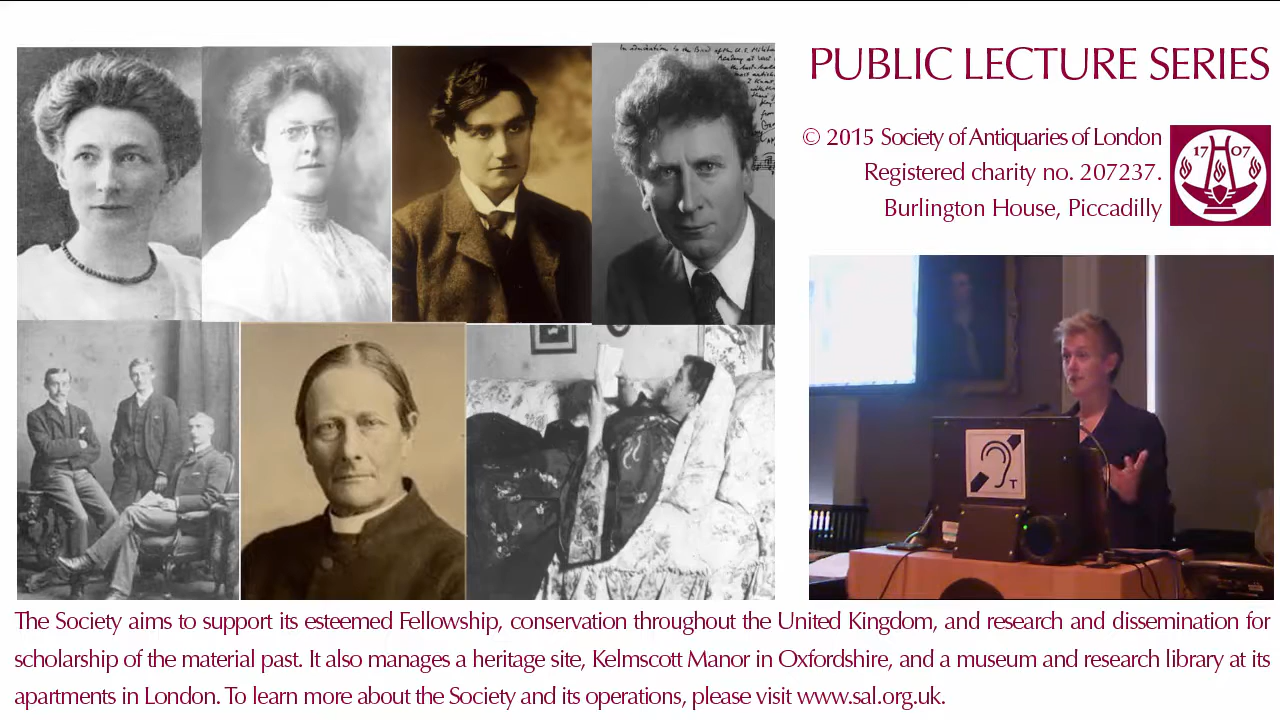 PUBLIC LECTURE SERIES
© 2015 Society of Antiquaries of London
Registered charity no. 207237.
Burlington House, Piccadilly
17 07
T
The Society aims to support its esteemed Fellowship, conservation throughout the United Kingdom, and research and dissemination for
scholarship of the material past. It also manages a heritage site, Kelmscott Manor in Oxfordshire, and a museum and research library at its
apartments in London. To learn more about the Society and its operations, please visit www.sal.org.uk.